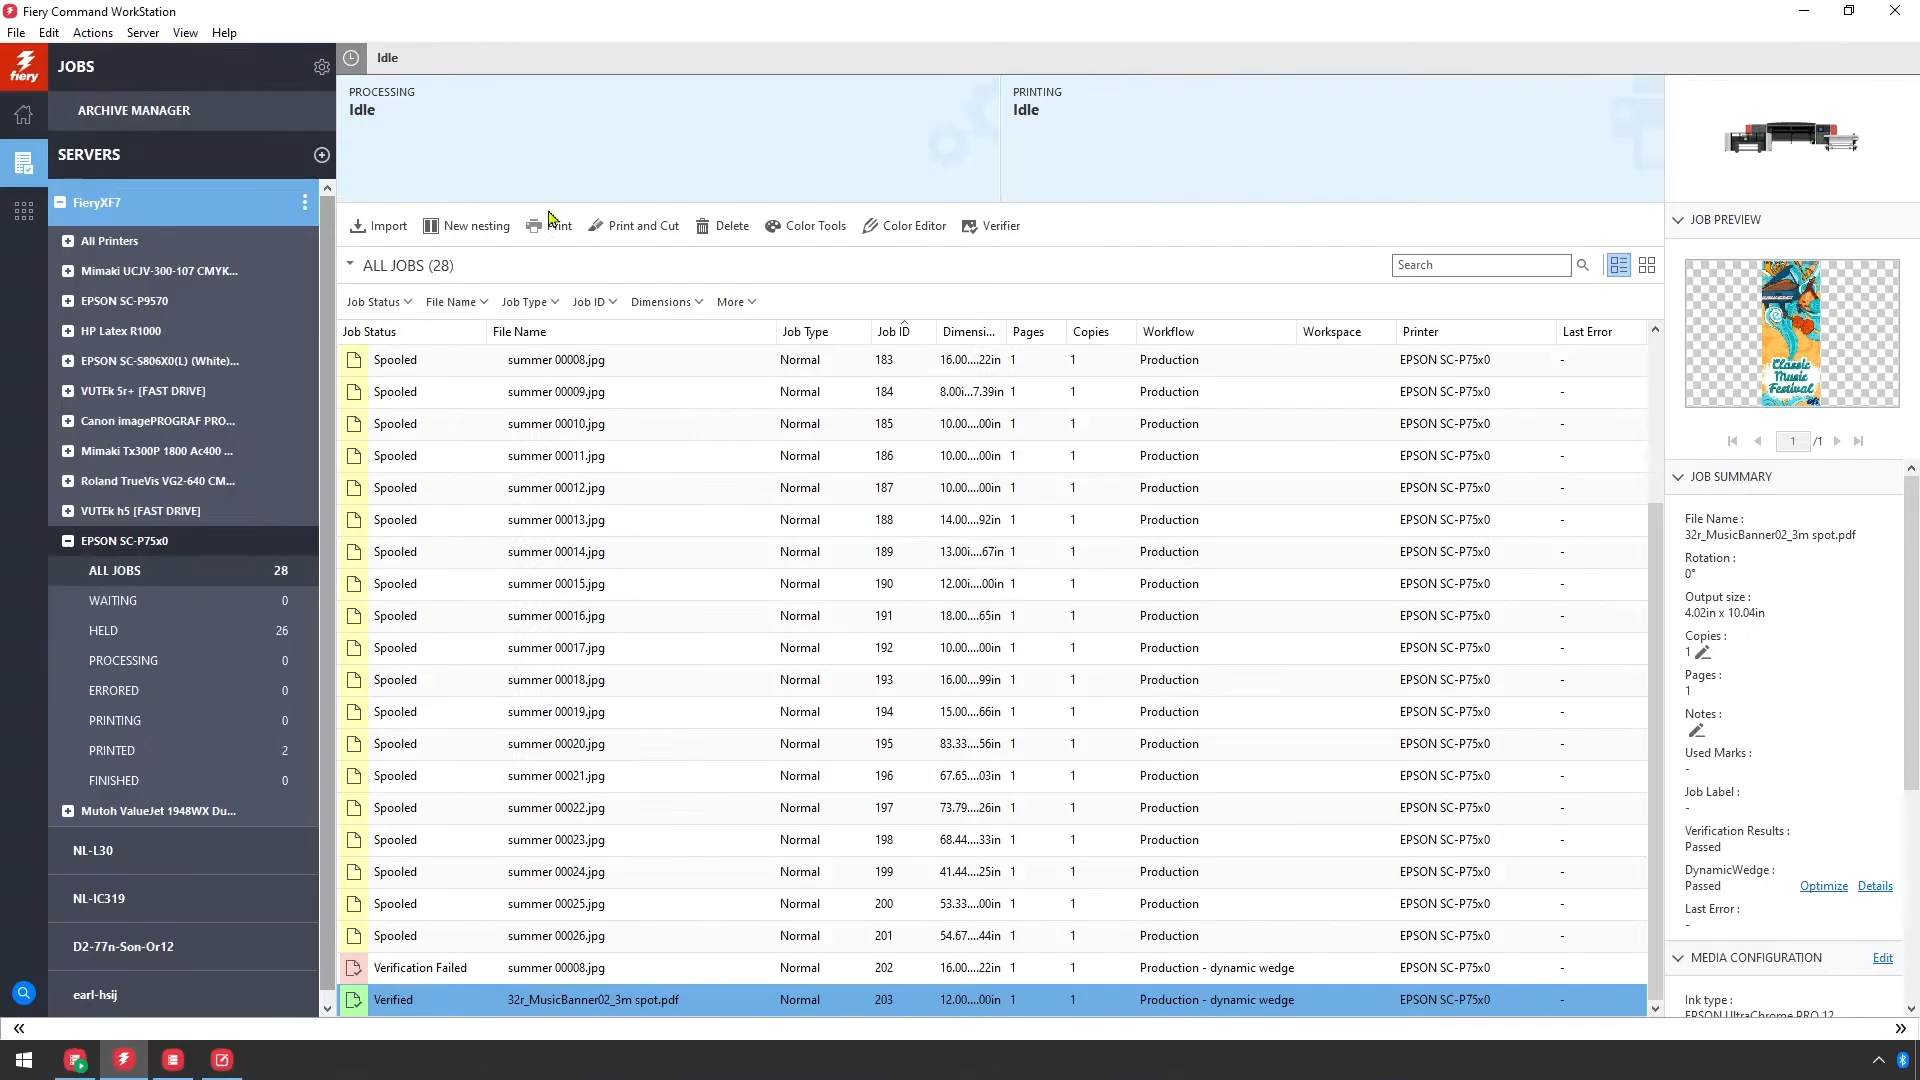 Fiery Command WorkStation
File Edit Actions Server View Help
fiery
JOBS
ARCHIVE MANAGER
SERVERS
FieryXF7
All Printers
Mimaki UCJV-300-107 CMYK...
EPSON SC-P9570
HP Latex R1000
EPSON SC-S806X0(L) (White)...
VUTEk 5r+ [FAST DRIVE]
Canon imagePROGRAF PRO...
Mimaki Tx300P 1800 Ac400 ...
Roland TrueVis VG2-640 CM...
VUTEk h5 [FAST DRIVE]
EPSON SC-P75x0
ALL JOBS 28
WAITING 0
HELD 26
PROCESSING 0
ERRORED 0
PRINTING 0
PRINTED 2
FINISHED 0
Mutoh ValueJet 1948WX Du...
NL-L30
NL-IC319
D2-77n-Son-Or12
earl-hsij
Idle
PROCESSING
Idle
PRINTING
Idle
Import New nesting Print Print and Cut Delete Color Tools Color Editor Verifier
ALL JOBS (28)
Search
Job Status File Name Job Type Job ID Dimensions More
Job Status File Name Job Type Job ID Dimensi... Pages Copies Workflow Workspace Printer Last Error
Spooled summer 00008.jpg Normal 183 16.00....22in 1 1 Production EPSON SC-P75x0 -
Spooled summer 00009.jpg Normal 184 8.00i...7.39in 1 1 Production EPSON SC-P75x0 -
Spooled summer 00010.jpg Normal 185 10.00....00in 1 1 Production EPSON SC-P75x0 -
Spooled summer 00011.jpg Normal 186 10.00....00in 1 1 Production EPSON SC-P75x0 -
Spooled summer 00012.jpg Normal 187 10.00....00in 1 1 Production EPSON SC-P75x0 -
Spooled summer 00013.jpg Normal 188 14.00....92in 1 1 Production EPSON SC-P75x0 -
Spooled summer 00014.jpg Normal 189 13.00i....67in 1 1 Production EPSON SC-P75x0 -
Spooled summer 00015.jpg Normal 190 12.00i....00in 1 1 Production EPSON SC-P75x0 -
Spooled summer 00016.jpg Normal 191 18.00....65in 1 1 Production EPSON SC-P75x0 -
Spooled summer 00017.jpg Normal 192 10.00....00in 1 1 Production EPSON SC-P75x0 -
Spooled summer 00018.jpg Normal 193 16.00....99in 1 1 Production EPSON SC-P75x0 -
Spooled summer 00019.jpg Normal 194 15.00....66in 1 1 Production EPSON SC-P75x0 -
Spooled summer 00020.jpg Normal 195 83.33....56in 1 1 Production EPSON SC-P75x0 -
Spooled summer 00021.jpg Normal 196 67.65....03in 1 1 Production EPSON SC-P75x0 -
Spooled summer 00022.jpg Normal 197 73.79....26in 1 1 Production EPSON SC-P75x0 -
Spooled summer 00023.jpg Normal 198 68.44....33in 1 1 Production EPSON SC-P75x0 -
Spooled summer 00024.jpg Normal 199 41.44....25in 1 1 Production EPSON SC-P75x0 -
Spooled summer 00025.jpg Normal 200 53.33....00in 1 1 Production EPSON SC-P75x0 -
Spooled summer 00026.jpg Normal 201 54.67....44in 1 1 Production EPSON SC-P75x0 -
Verification Failed summer 00008.jpg Normal 202 16.00....22in 1 1 Production - dynamic wedge EPSON SC-P75x0 -
Verified 32r_MusicBanner02_3m spot.pdf Normal 203 12.00....00in 1 1 Production - dynamic wedge EPSON SC-P75x0 -
JOB PREVIEW
Classic
Music
Festival
1 /1
JOB SUMMARY
File Name :
32r_MusicBanner02_3m spot.pdf
Rotation :
0°
Output size :
4.02in x 10.04in
Copies :
1
Pages :
1
Notes :
Used Marks :
-
Job Label :
-
Verification Results :
Passed
DynamicWedge :
Passed Optimize Details
Last Error :
-
MEDIA CONFIGURATION Edit
Ink type :
EPSON UltraChrome PRO 12